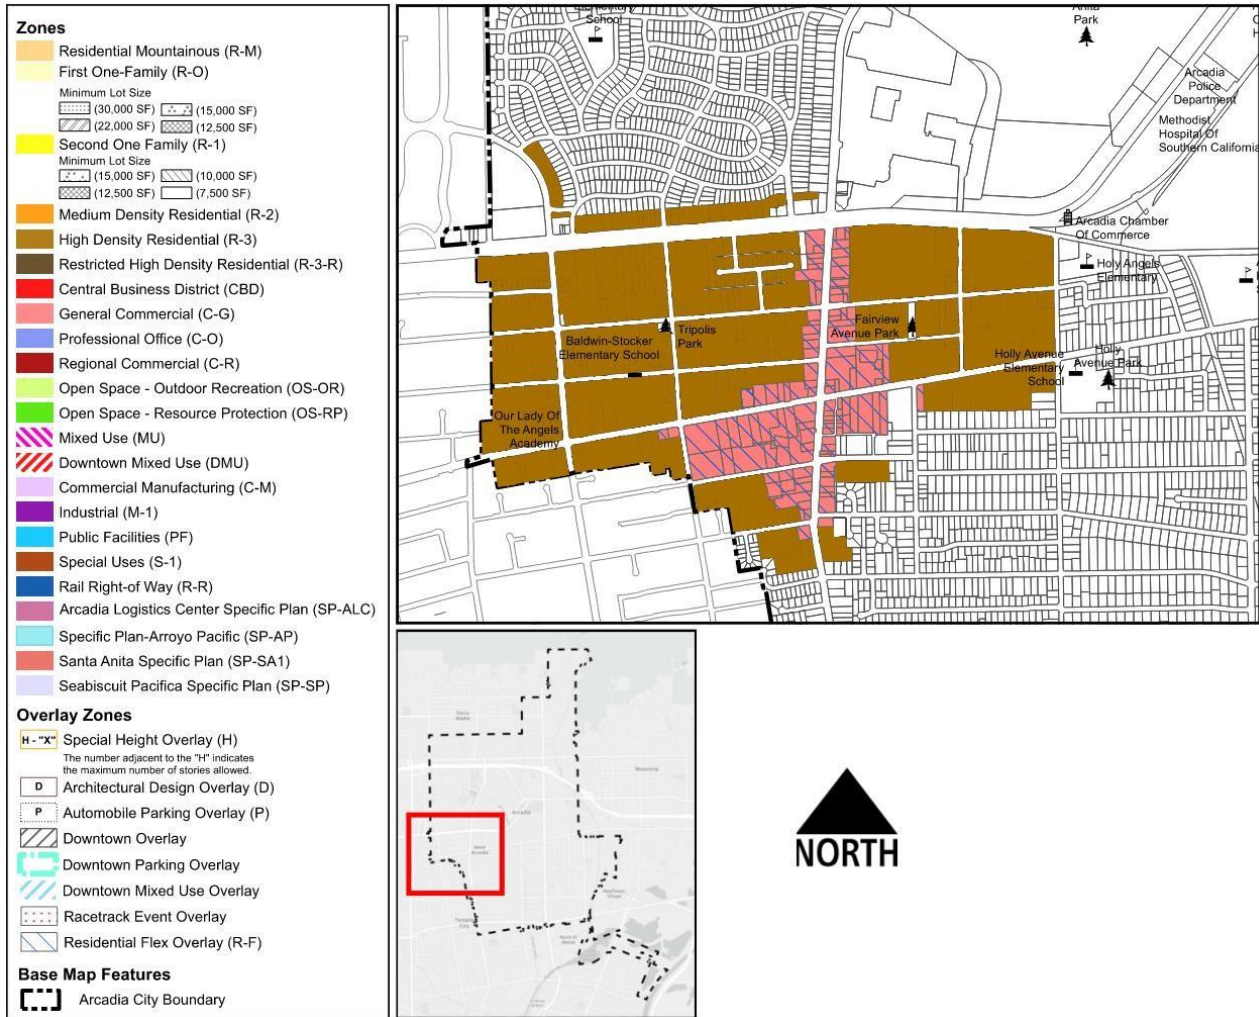 Zones
Residential Mountainous (R-M)
First One-Family (R-O)
Minimum Lot Size
(30,000 SF) (15,000 SF)
(22,000 SF) (12,500 SF)
Second One Family (R-1)
Minimum Lot Size
(15,000 SF) (10,000 SF)
(12,500 SF) (7,500 SF)
Medium Density Residential (R-2)
High Density Residential (R-3)
Restricted High Density Residential (R-3-R)
Central Business District (CBD)
General Commercial (C-G)
Professional Office (C-O)
Regional Commercial (C-R)
Open Space - Outdoor Recreation (OS-OR)
Open Space - Resource Protection (OS-RP)
Mixed Use (MU)
Downtown Mixed Use (DMU)
Commercial Manufacturing (C-M)
Industrial (M-1)
Public Facilities (PF)
Special Uses (S-1)
Rail Right-of Way (R-R)
Arcadia Logistics Center Specific Plan (SP-ALC)
Specific Plan-Arroyo Pacific (SP-AP)
Santa Anita Specific Plan (SP-SA1)
Seabiscuit Pacifica Specific Plan (SP-SP)
Overlay Zones
H - "X" Special Height Overlay (H)
The number adjacent to the "H" indicates
the maximum number of stories allowed.
D Architectural Design Overlay (D)
P Automobile Parking Overlay (P)
Downtown Overlay
Downtown Parking Overlay
Downtown Mixed Use Overlay
Racetrack Event Overlay
Residential Flex Overlay (R-F)
Base Map Features
Arcadia City Boundary
School
Park
Arcadia
Police
Department
Methodist
Hospital Of
Southern California
Arcadia Chamber
Of Commerce
Holy Angels
Elementary
Fairview
Avenue Park
Tripolis
Park
Baldwin-Stocker
Elementary School
Holly Avenue
Elementary
School
Holly
Avenue Park
Our Lady Of
The Angels
Academy
Arcadia
West
Arcadia
Temple
City
NORTH